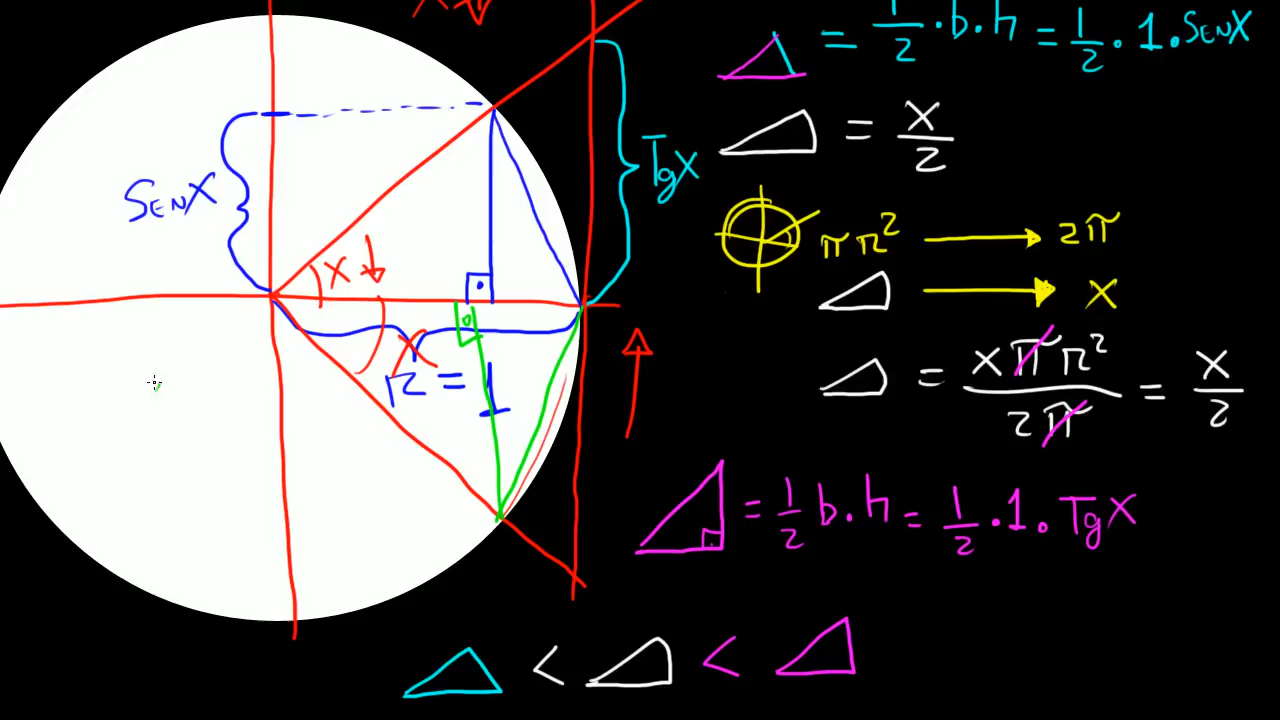 = 1/2 . b . h = 1/2 . 1 . SENX
SENX
TgX
= X/2
πr² → 2π
X
→ X
X
r = 1
= Xπr²/2π = X/2
= 1/2 b . h = 1/2 . 1 . TgX
< <